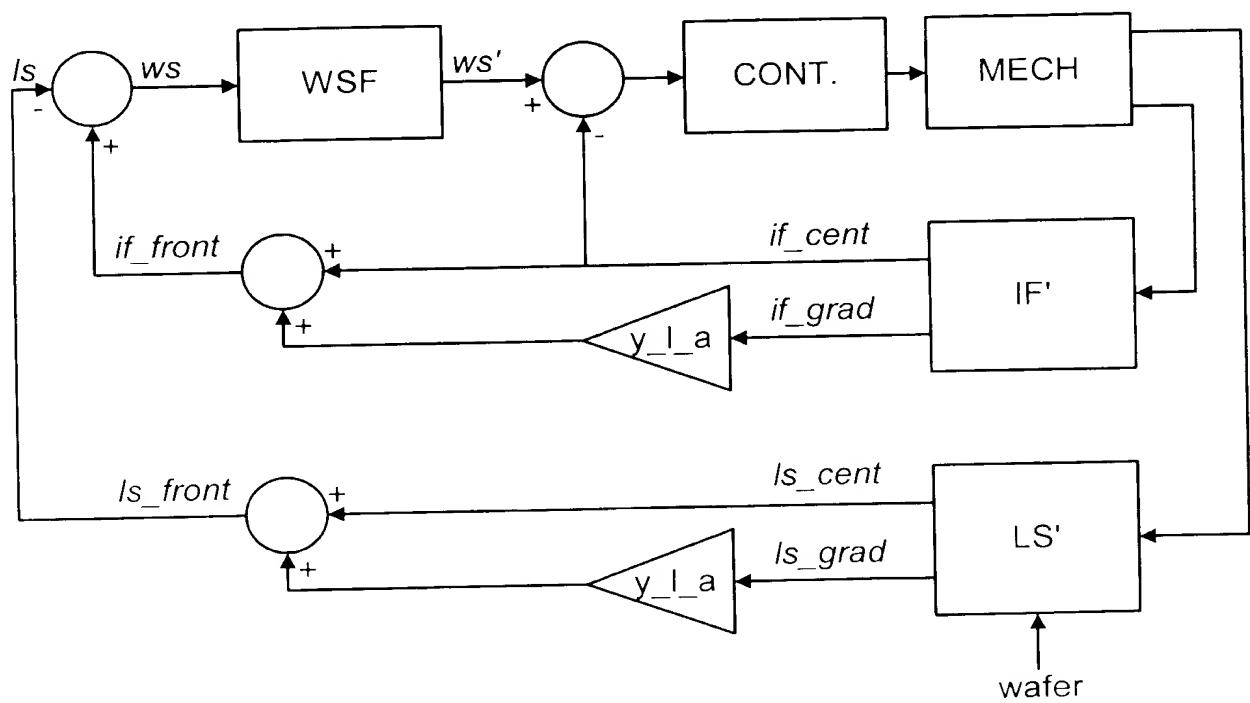 ls
-
ws
WSF
ws'
+
CONT.
MECH
+
-
if_front
+
if_cent
IF'
if_grad
+
y_l_a
ls_front
+
ls_cent
LS'
ls_grad
+
y_l_a
wafer